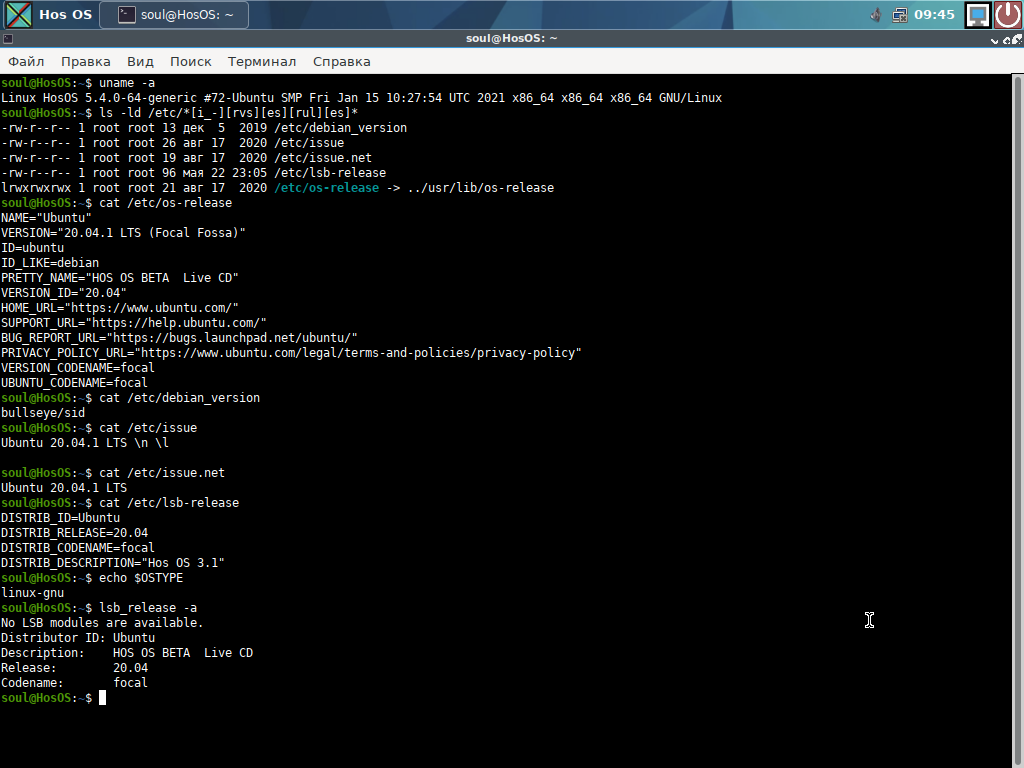 Hos OS soul@HosOS: ~ 09:45
soul@HosOS: ~
Файл Правка Вид Поиск Терминал Справка
soul@HosOS:~$ uname -a
Linux HosOS 5.4.0-64-generic #72-Ubuntu SMP Fri Jan 15 10:27:54 UTC 2021 x86_64 x86_64 x86_64 GNU/Linux
soul@HosOS:~$ ls -ld /etc/*[i_-][rvs][es][rul][es]*
-rw-r--r-- 1 root root 13 дек  5  2019 /etc/debian_version
-rw-r--r-- 1 root root 26 авг 17  2020 /etc/issue
-rw-r--r-- 1 root root 19 авг 17  2020 /etc/issue.net
-rw-r--r-- 1 root root 96 мая 22 23:05 /etc/lsb-release
lrwxrwxrwx 1 root root 21 авг 17  2020 /etc/os-release -> ../usr/lib/os-release
soul@HosOS:~$ cat /etc/os-release
NAME="Ubuntu"
VERSION="20.04.1 LTS (Focal Fossa)"
ID=ubuntu
ID_LIKE=debian
PRETTY_NAME="HOS OS BETA  Live CD"
VERSION_ID="20.04"
HOME_URL="https://www.ubuntu.com/"
SUPPORT_URL="https://help.ubuntu.com/"
BUG_REPORT_URL="https://bugs.launchpad.net/ubuntu/"
PRIVACY_POLICY_URL="https://www.ubuntu.com/legal/terms-and-policies/privacy-policy"
VERSION_CODENAME=focal
UBUNTU_CODENAME=focal
soul@HosOS:~$ cat /etc/debian_version
bullseye/sid
soul@HosOS:~$ cat /etc/issue
Ubuntu 20.04.1 LTS \n \l
soul@HosOS:~$ cat /etc/issue.net
Ubuntu 20.04.1 LTS
soul@HosOS:~$ cat /etc/lsb-release
DISTRIB_ID=Ubuntu
DISTRIB_RELEASE=20.04
DISTRIB_CODENAME=focal
DISTRIB_DESCRIPTION="Hos OS 3.1"
soul@HosOS:~$ echo $OSTYPE
linux-gnu
soul@HosOS:~$ lsb_release -a
No LSB modules are available.
Distributor ID: Ubuntu
Description:    HOS OS BETA  Live CD
Release:        20.04
Codename:       focal
soul@HosOS:~$